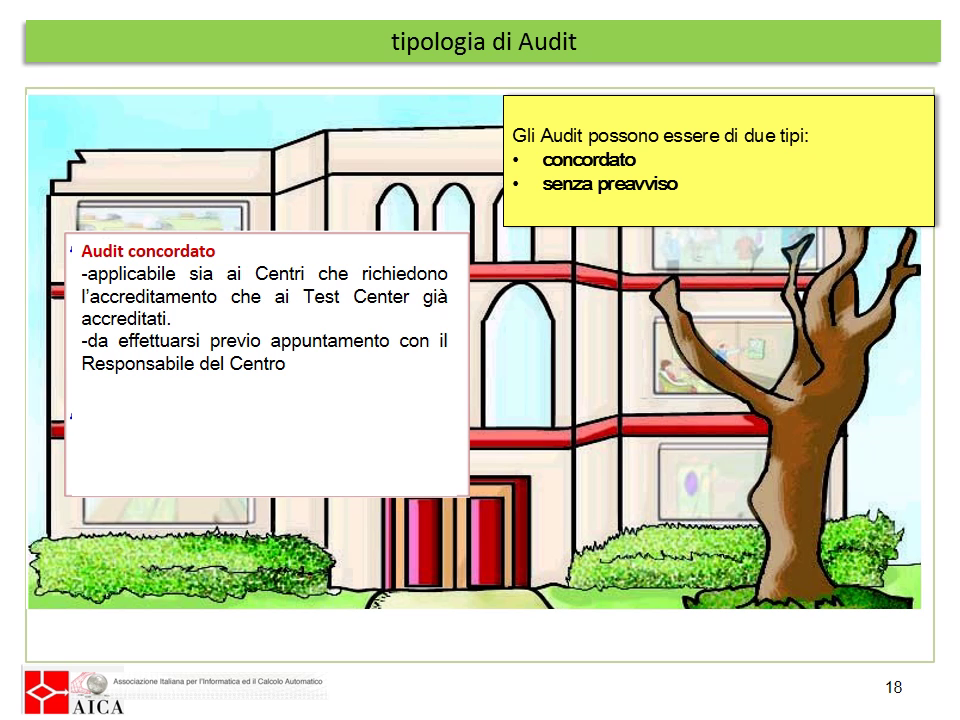 tipologia di Audit
Gli Audit possono essere di due tipi:
• concordato
• senza preavviso
Audit concordato
-applicabile sia ai Centri che richiedono
l'accreditamento che ai Test Center già
accreditati.
-da effettuarsi previo appuntamento con il
Responsabile del Centro
Associazione Italiana per l'Informatica ed il Calcolo Automatico
AICA
18